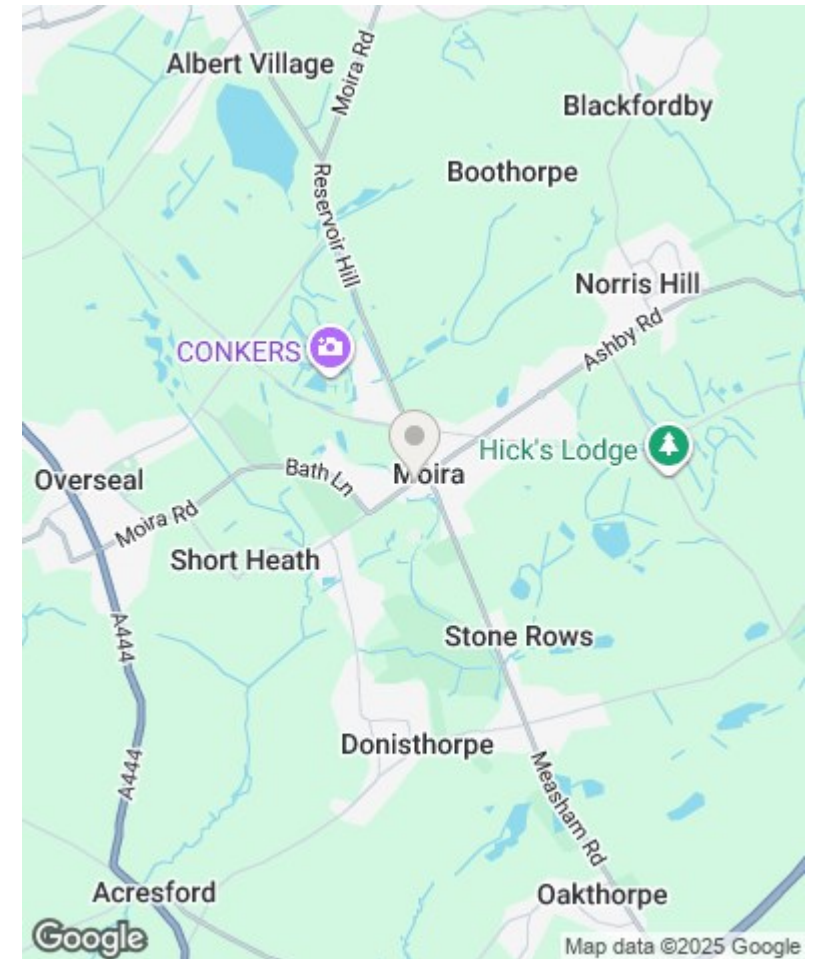 Albert Village
Moira Rd
Blackfordby
Boothorpe
Reservoir Hill
Norris Hill
CONKERS
Ashby Rd
Hick's Lodge
Moira
Bath Ln
Overseal
Moira Rd
Short Heath
A444
Stone Rows
Donisthorpe
A444
Measham Rd
Acresford
Oakthorpe
Google
Map data ©2025 Google